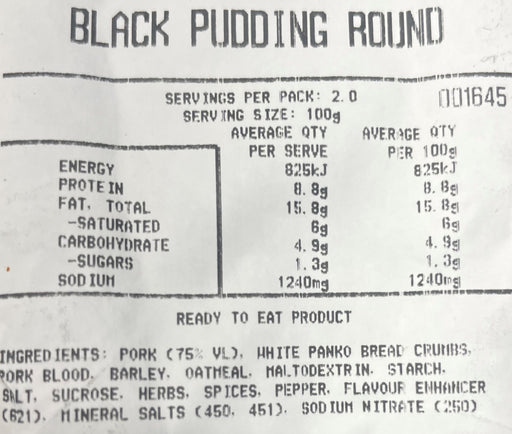 BLACK PUDDING ROUND
SERVINGS PER PACK: 2.0 001645
SERVING SIZE: 100g
AVERAGE QTY AVERAGE QTY
PER SERVE PER 100g
ENERGY 825kJ 825kJ
PROTEIN 8.8g 8.8g
FAT, TOTAL 15.8g 15.8g
-SATURATED 6g 6g
CARBOHYDRATE 4.9g 4.9g
-SUGARS 1.3g 1.3g
SODIUM 1240mg 1240mg
READY TO EAT PRODUCT
INGREDIENTS: PORK (75% VL), WHITE PANKO BREAD CRUMBS,
PORK BLOOD, BARLEY, OATMEAL, MALTODEXTRIN, STARCH,
SALT, SUCROSE, HERBS, SPICES, PEPPER, FLAVOUR ENHANCER
(621), MINERAL SALTS (450, 451), SODIUM NITRATE (250)